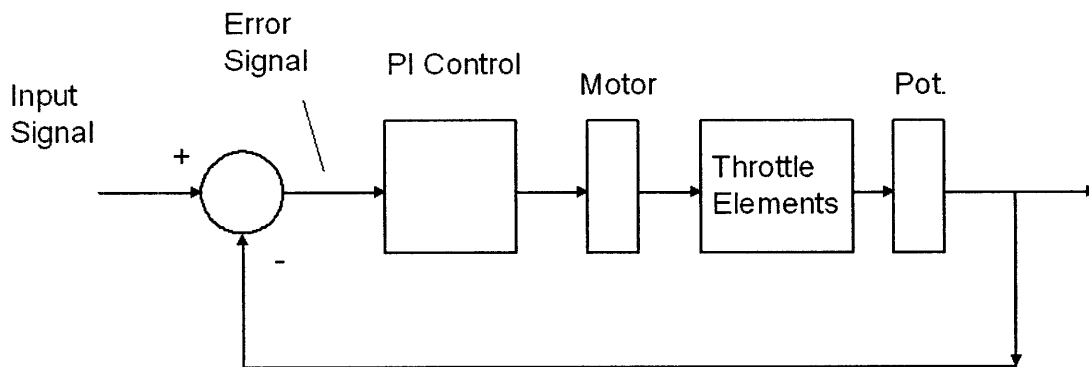 Error
Signal
PI Control
Motor
Pot.
Input
Signal
+
Throttle
Elements
-